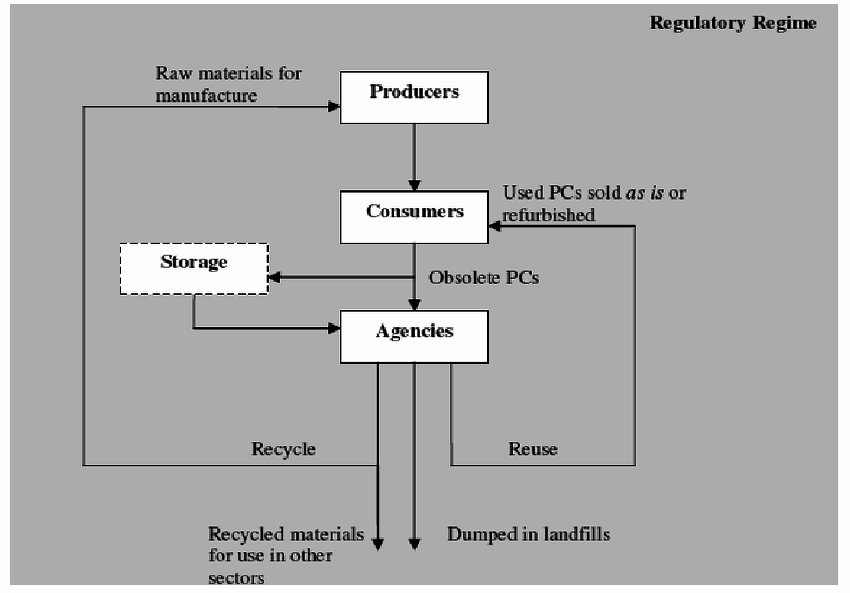 Regulatory Regime
Raw materials for
manufacture
Producers
Used PCs sold as is or
refurbished
Consumers
Storage
Obsolete PCs
Agencies
Recycle
Reuse
Recycled materials
for use in other
sectors
Dumped in landfills